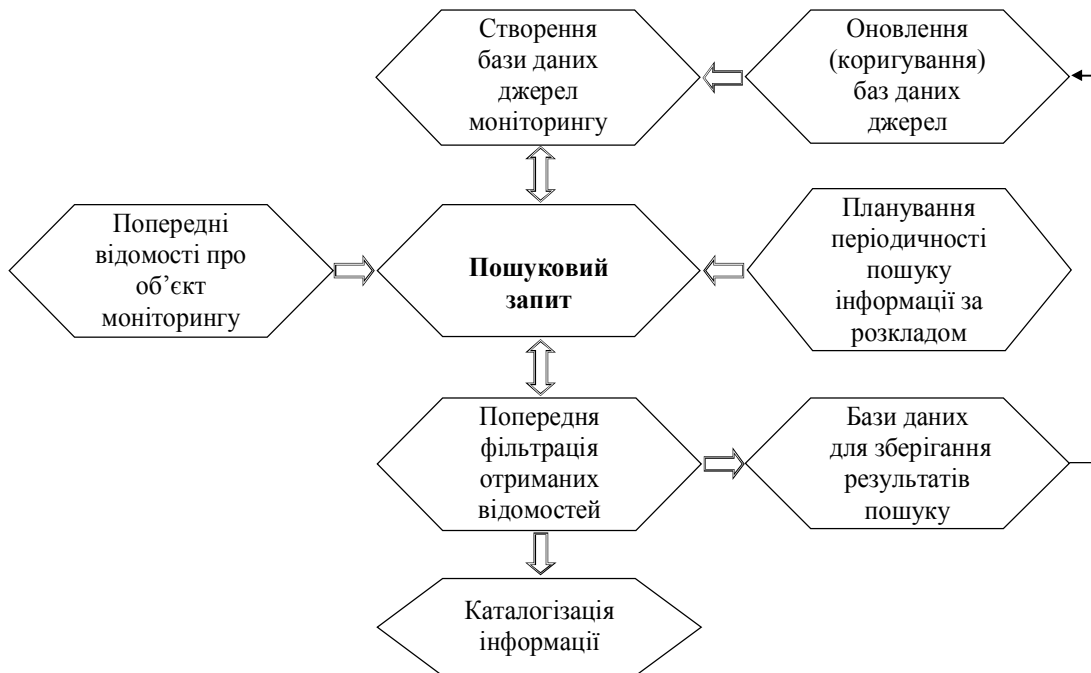 Створення
бази даних
джерел
моніторингу
Оновлення
(коригування)
баз даних
джерел
Попередні
відомості про
об’єкт
моніторингу
Пошуковий
запит
Планування
періодичності
пошуку
інформації за
розкладом
Попередня
фільтрація
отриманих
відомостей
Бази даних
для зберігання
результатів
пошуку
Каталогізація
інформації